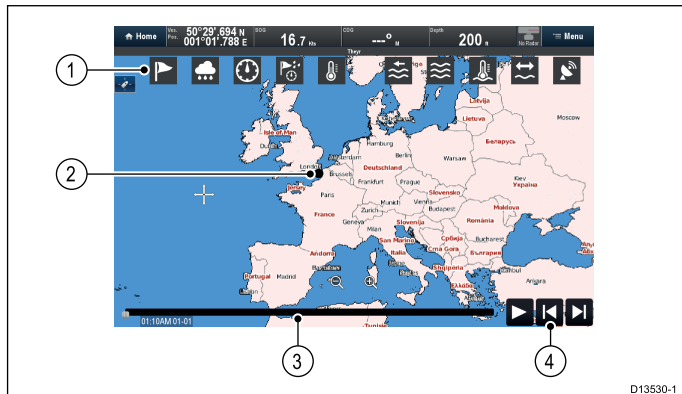 Home
Ves. Pos. 50°29'.694 N
001°01'.788 E
SOG
16.7 Kts
COG
---° M
Depth
200. ft
No Radar
Menu
Theyr
1
Latvija
Moscow
Lietuva
Isle of Man
Hamburg
Беларусь
Amsterdam
Berlin
Warsaw
2
London
Brussels
Deutschland
Kiev
Україна
Jersey
Frankfurt
Prague
Slovensko
Paris
Munich
Vienna
Budapest
Moldova
Zurich
France
Geneva
Slovenija
România
Milan
San Marino
Србија
Bucharest
Andorra
Italia
Crna Gora
България
Portugal
Madrid
Barcelona
Shqipëria
Istanbul
Ankara
Ελλάδα
Lisbon
01:10AM 01-01
3
4
D13530-1